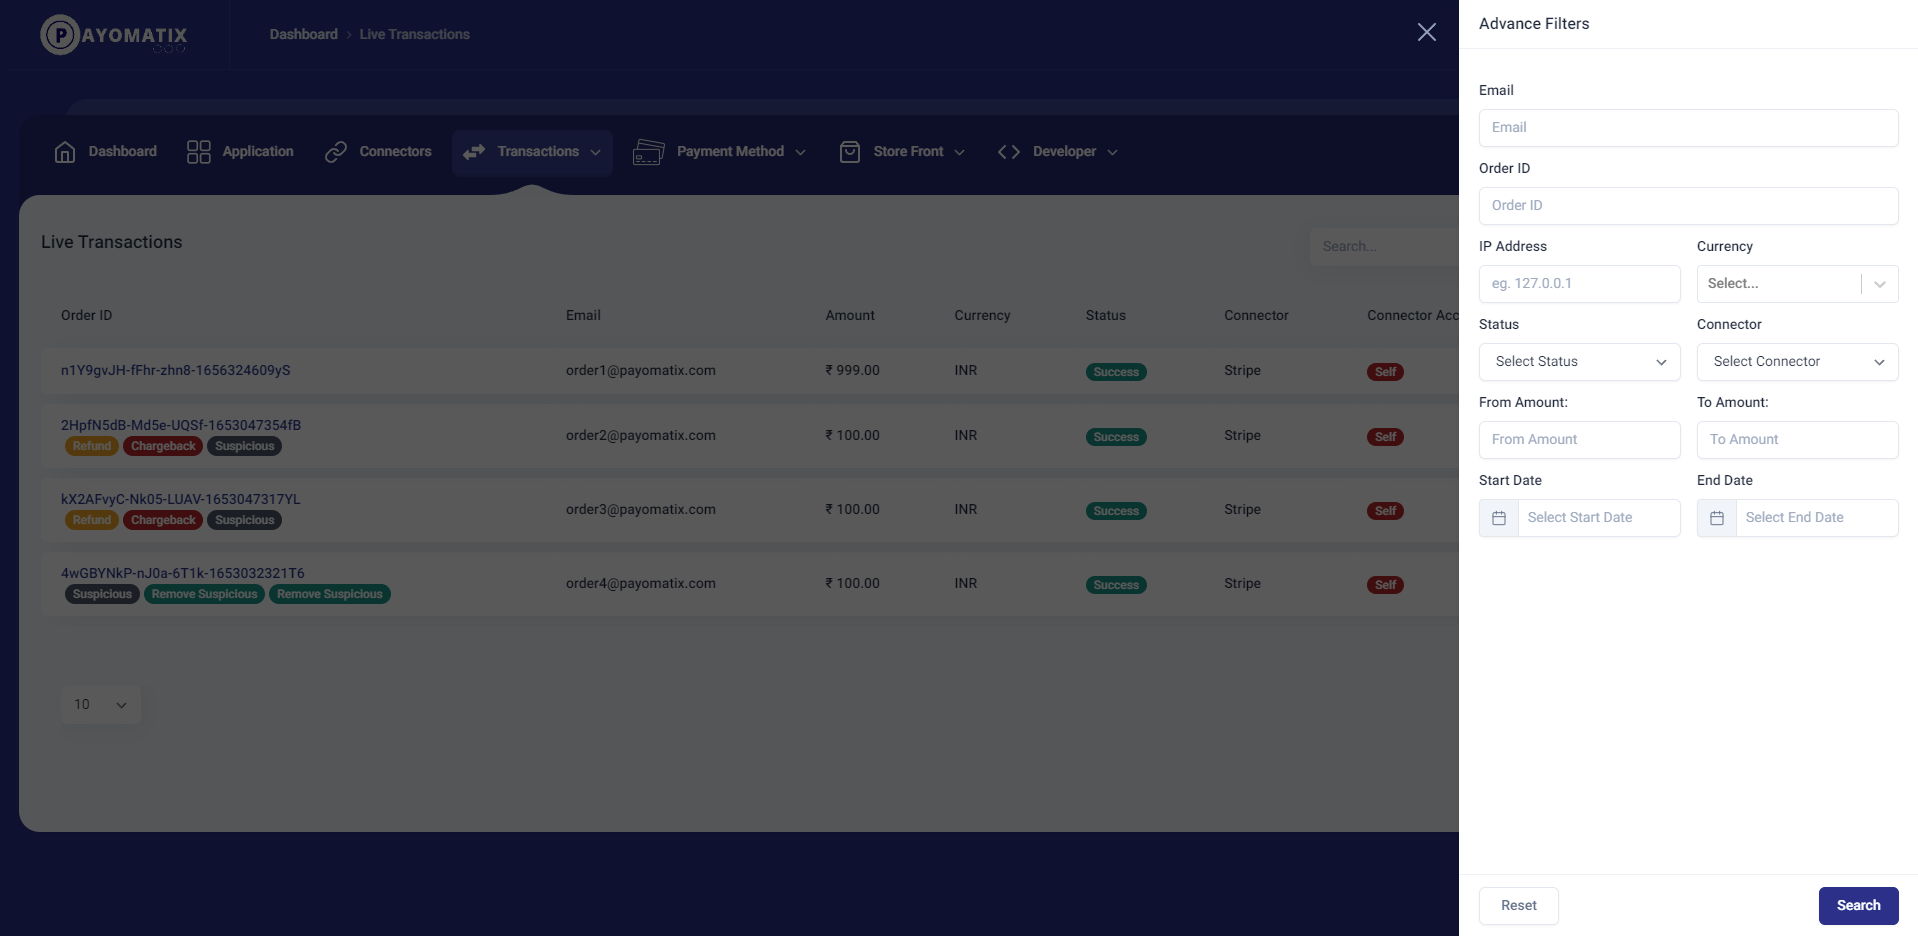 PAYOMATIX
Dashboard > Live Transactions
Advance Filters
Dashboard Application Connectors Transactions Payment Method Store Front Developer
Live Transactions
Search...
Order ID Email Amount Currency Status Connector Connector Acc
n1Y9gvJH-fFhr-zhn8-1656324609yS order1@payomatix.com ₹ 999.00 INR Success Stripe Self
2HpfN5dB-Md5e-UQSf-1653047354fB order2@payomatix.com ₹ 100.00 INR Success Stripe Self
Refund Chargeback Suspicious
kX2AFvyC-Nk05-LUAV-1653047317YL order3@payomatix.com ₹ 100.00 INR Success Stripe Self
Refund Chargeback Suspicious
4wGBYNkP-nJ0a-6T1k-1653032321T6 order4@payomatix.com ₹ 100.00 INR Success Stripe Self
Suspicious Remove Suspicious Remove Suspicious
10
Email
Email
Order ID
Order ID
IP Address Currency
eg. 127.0.0.1 Select...
Status Connector
Select Status Select Connector
From Amount: To Amount:
From Amount To Amount
Start Date End Date
Select Start Date Select End Date
Reset Search